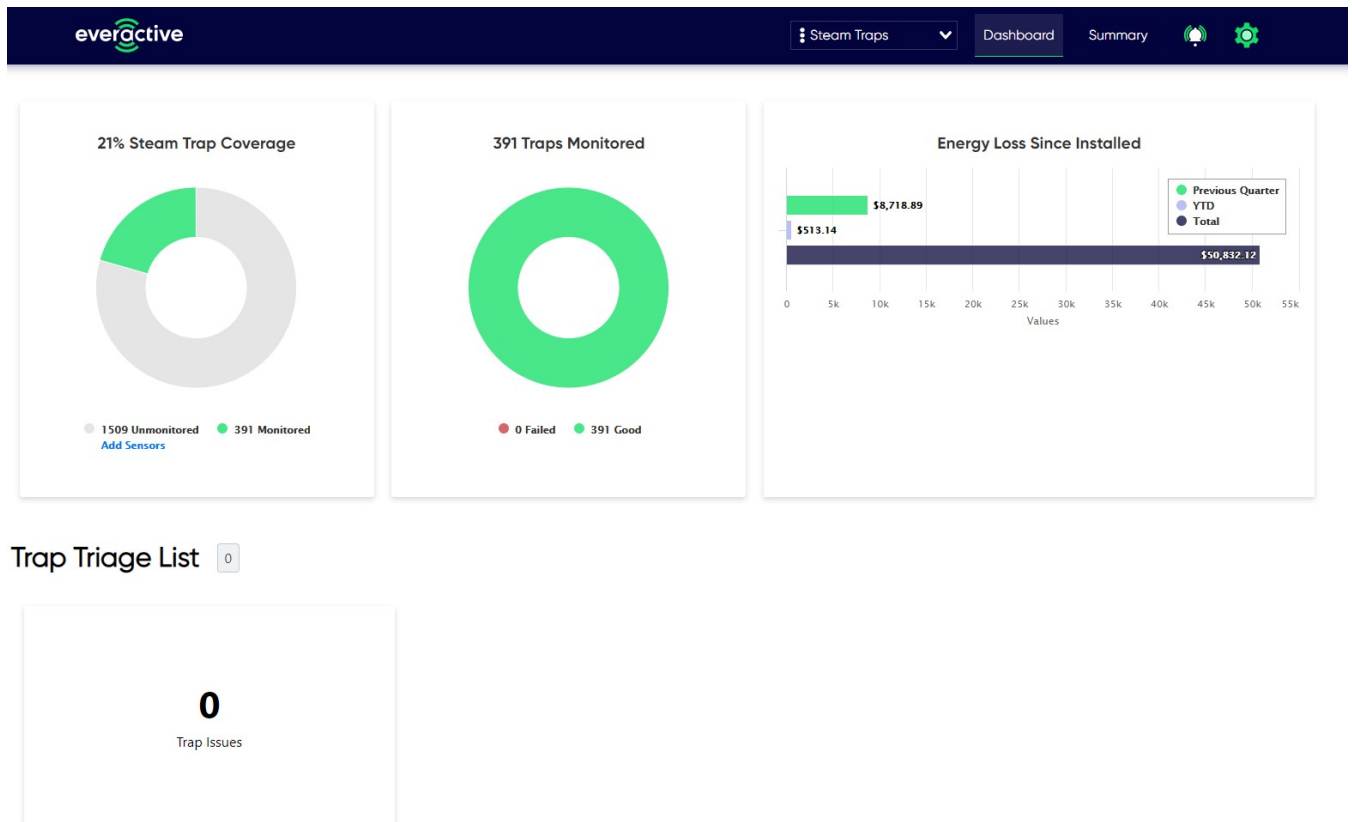 everactive
Steam Traps
Dashboard
Summary
21% Steam Trap Coverage
1509 Unmonitored
391 Monitored
Add Sensors
391 Traps Monitored
0 Failed
391 Good
Energy Loss Since Installed
Previous Quarter
YTD
Total
$8,718.89
$513.14
$50,832.12
0 5k 10k 15k 20k 25k 30k 35k 40k 45k 50k 55k
Values
Trap Triage List 0
0
Trap Issues